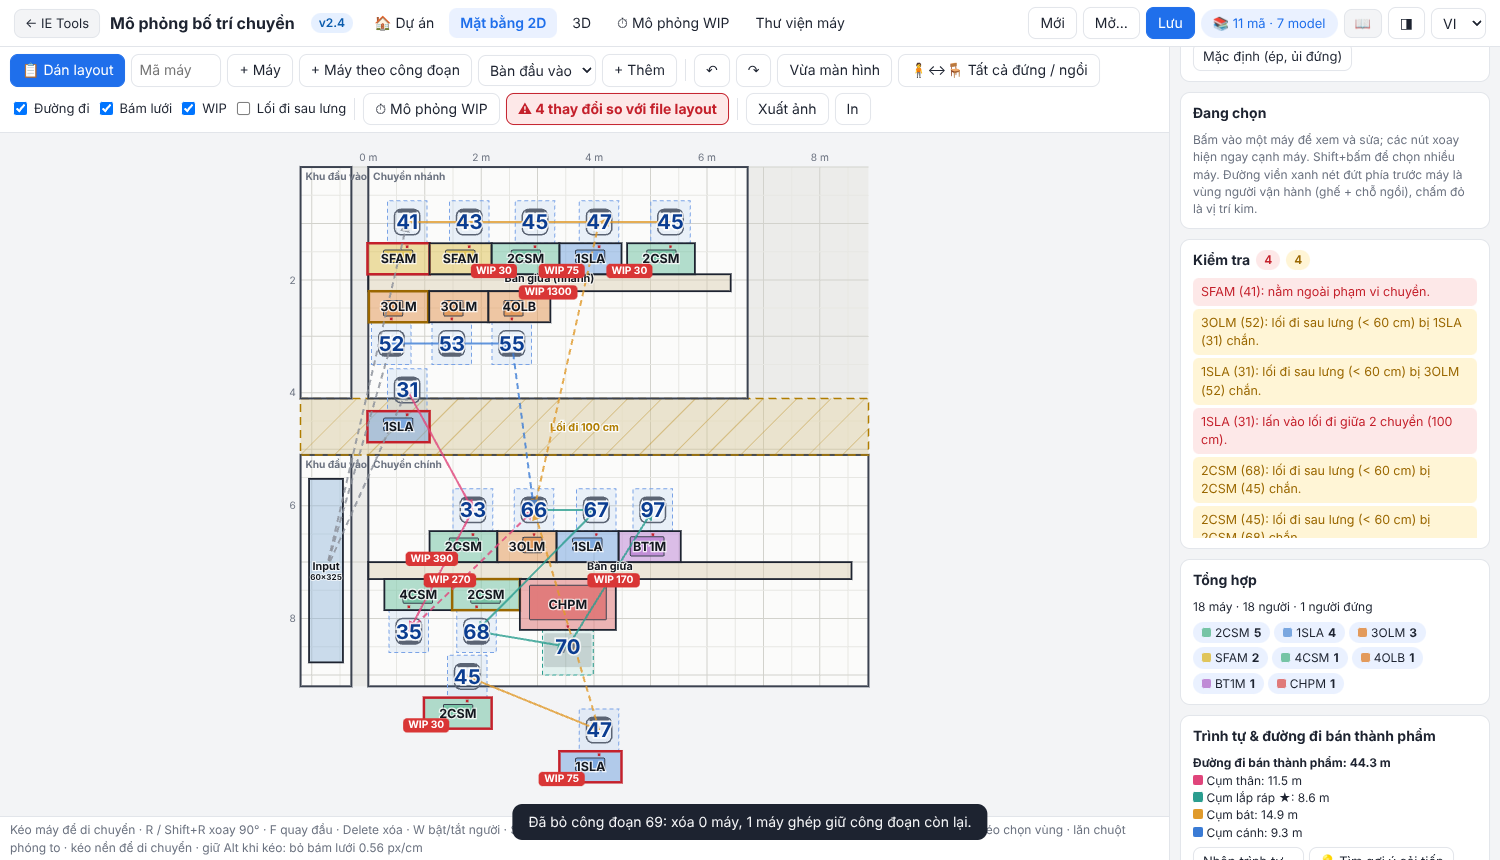 ← IE Tools
Mô phỏng bố trí chuyền
v2.4
🏠 Dự án
Mặt bằng 2D
3D
⏱ Mô phỏng WIP
Thư viện máy
Mới
Mở...
Lưu
📚 11 mã · 7 model
VI
📋 Dán layout
Mã máy
+ Máy
+ Máy theo công đoạn
Bàn đầu vào
+ Thêm
↶
↷
Vừa màn hình
🧍↔🪑 Tất cả đứng / ngồi
Đường đi
Bám lưới
WIP
Lối đi sau lưng
⏱ Mô phỏng WIP
⚠ 4 thay đổi so với file layout
Xuất ảnh
In
0 m
2 m
4 m
6 m
8 m
Khu đầu vào
Chuyền nhánh
41
43
45
47
45
SFAM
SFAM
2CSM
1SLA
2CSM
WIP 30
WIP 75
WIP 30
2
Bàn giữa (nhánh)
WIP 1300
3OLM
3OLM
4OLB
52
53
55
31
4
1SLA
Lối đi 100 cm
Khu đầu vào
Chuyền chính
33
66
67
97
6
2CSM
3OLM
1SLA
BT1M
WIP 390
Input
60×325
Bàn giữa
WIP 270
WIP 170
4CSM
2CSM
CHPM
8
35
68
70
45
2CSM
WIP 30
47
1SLA
WIP 75
Kéo máy để di chuyển · R / Shift+R xoay 90° · F quay đầu · Delete xóa · W bật/tắt người ·
éo chọn vùng · lăn chuột
phóng to · kéo nền để di chuyển · giữ Alt khi kéo: bỏ bám lưới 0.56 px/cm
Đã bỏ công đoạn 69: xóa 0 máy, 1 máy ghép giữ công đoạn còn lại.
Mặc định (ép, ủi đứng)
Đang chọn
Bấm vào một máy để xem và sửa; các nút xoay
hiện ngay cạnh máy. Shift+bấm để chọn nhiều
máy. Đường viền xanh nét đứt phía trước máy là
vùng người vận hành (ghế + chỗ ngồi), chấm đỏ
là vị trí kim.
Kiểm tra
4
4
SFAM (41): nằm ngoài phạm vi chuyền.
3OLM (52): lối đi sau lưng (< 60 cm) bị 1SLA
(31) chắn.
1SLA (31): lối đi sau lưng (< 60 cm) bị 3OLM
(52) chắn.
1SLA (31): lấn vào lối đi giữa 2 chuyền (100
cm).
2CSM (68): lối đi sau lưng (< 60 cm) bị
2CSM (45) chắn.
2CSM (45): lối đi sau lưng (< 60 cm) bị
2CSM (68) chắn.
Tổng hợp
18 máy · 18 người · 1 người đứng
2CSM 5
1SLA 4
3OLM 3
SFAM 2
4CSM 1
4OLB 1
BT1M 1
CHPM 1
Trình tự & đường đi bán thành phẩm
Đường đi bán thành phẩm: 44.3 m
Cụm thân: 11.5 m
Cụm lắp ráp ★: 8.6 m
Cụm bát: 14.9 m
Cụm cánh: 9.3 m